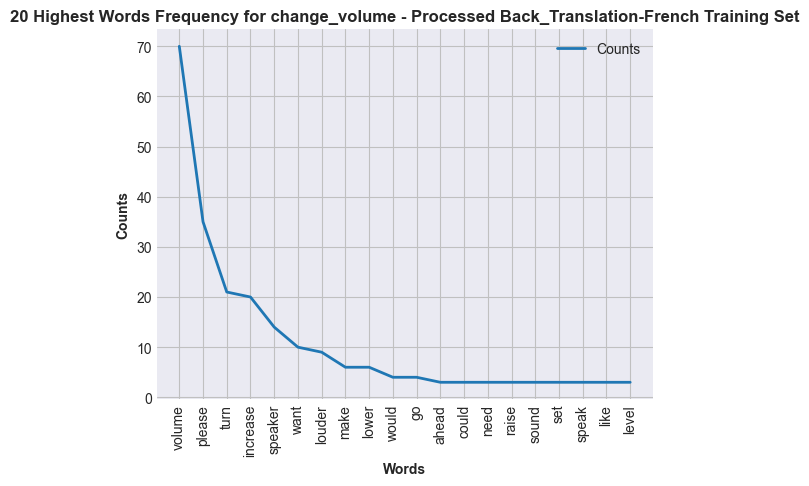 20 Highest Words Frequency for change_volume - Processed Back_Translation-French Training Set
Counts
70
60
50
40
30
20
10
0
Counts
volume
please
turn
increase
speaker
want
louder
make
lower
would
go
ahead
could
need
raise
sound
set
speak
like
level
Words